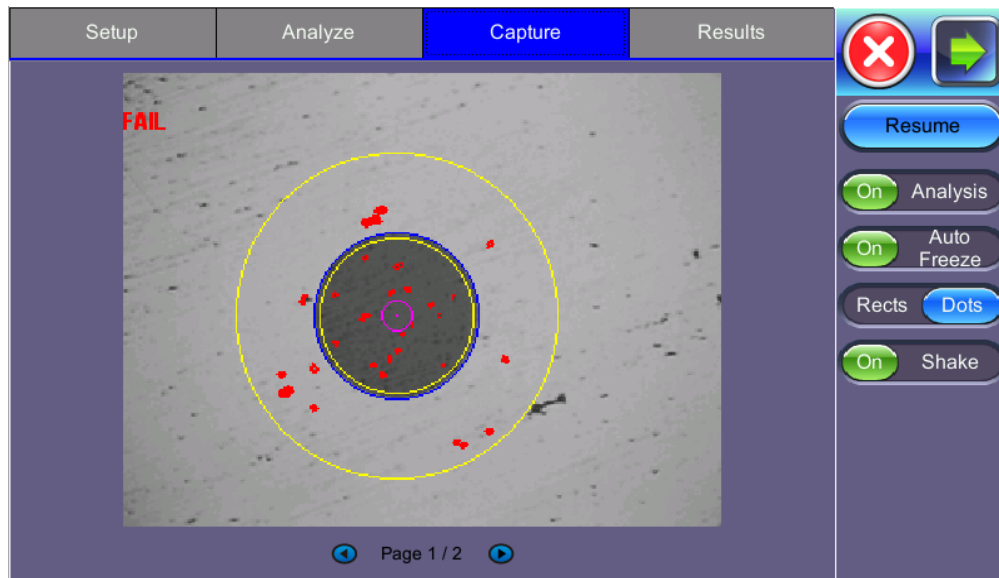 Setup
Analyze
Capture
Results
FAIL
Resume
On
Analysis
On
Auto
Freeze
Rects
Dots
On
Shake
Page 1 / 2